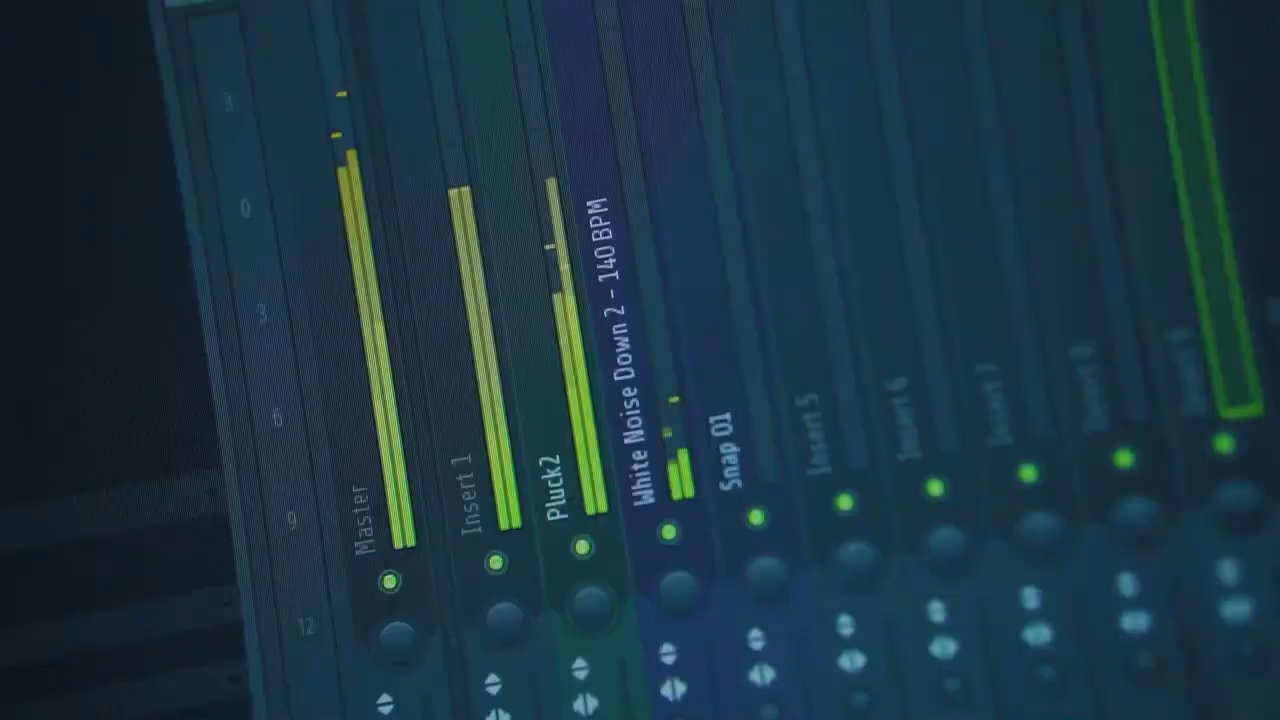 3
0
3
6
9
12
Master
Insert 1
Pluck2
White Noise Down 2 - 140 BPM
Snap 01
Insert 5
Insert 6
Insert 7